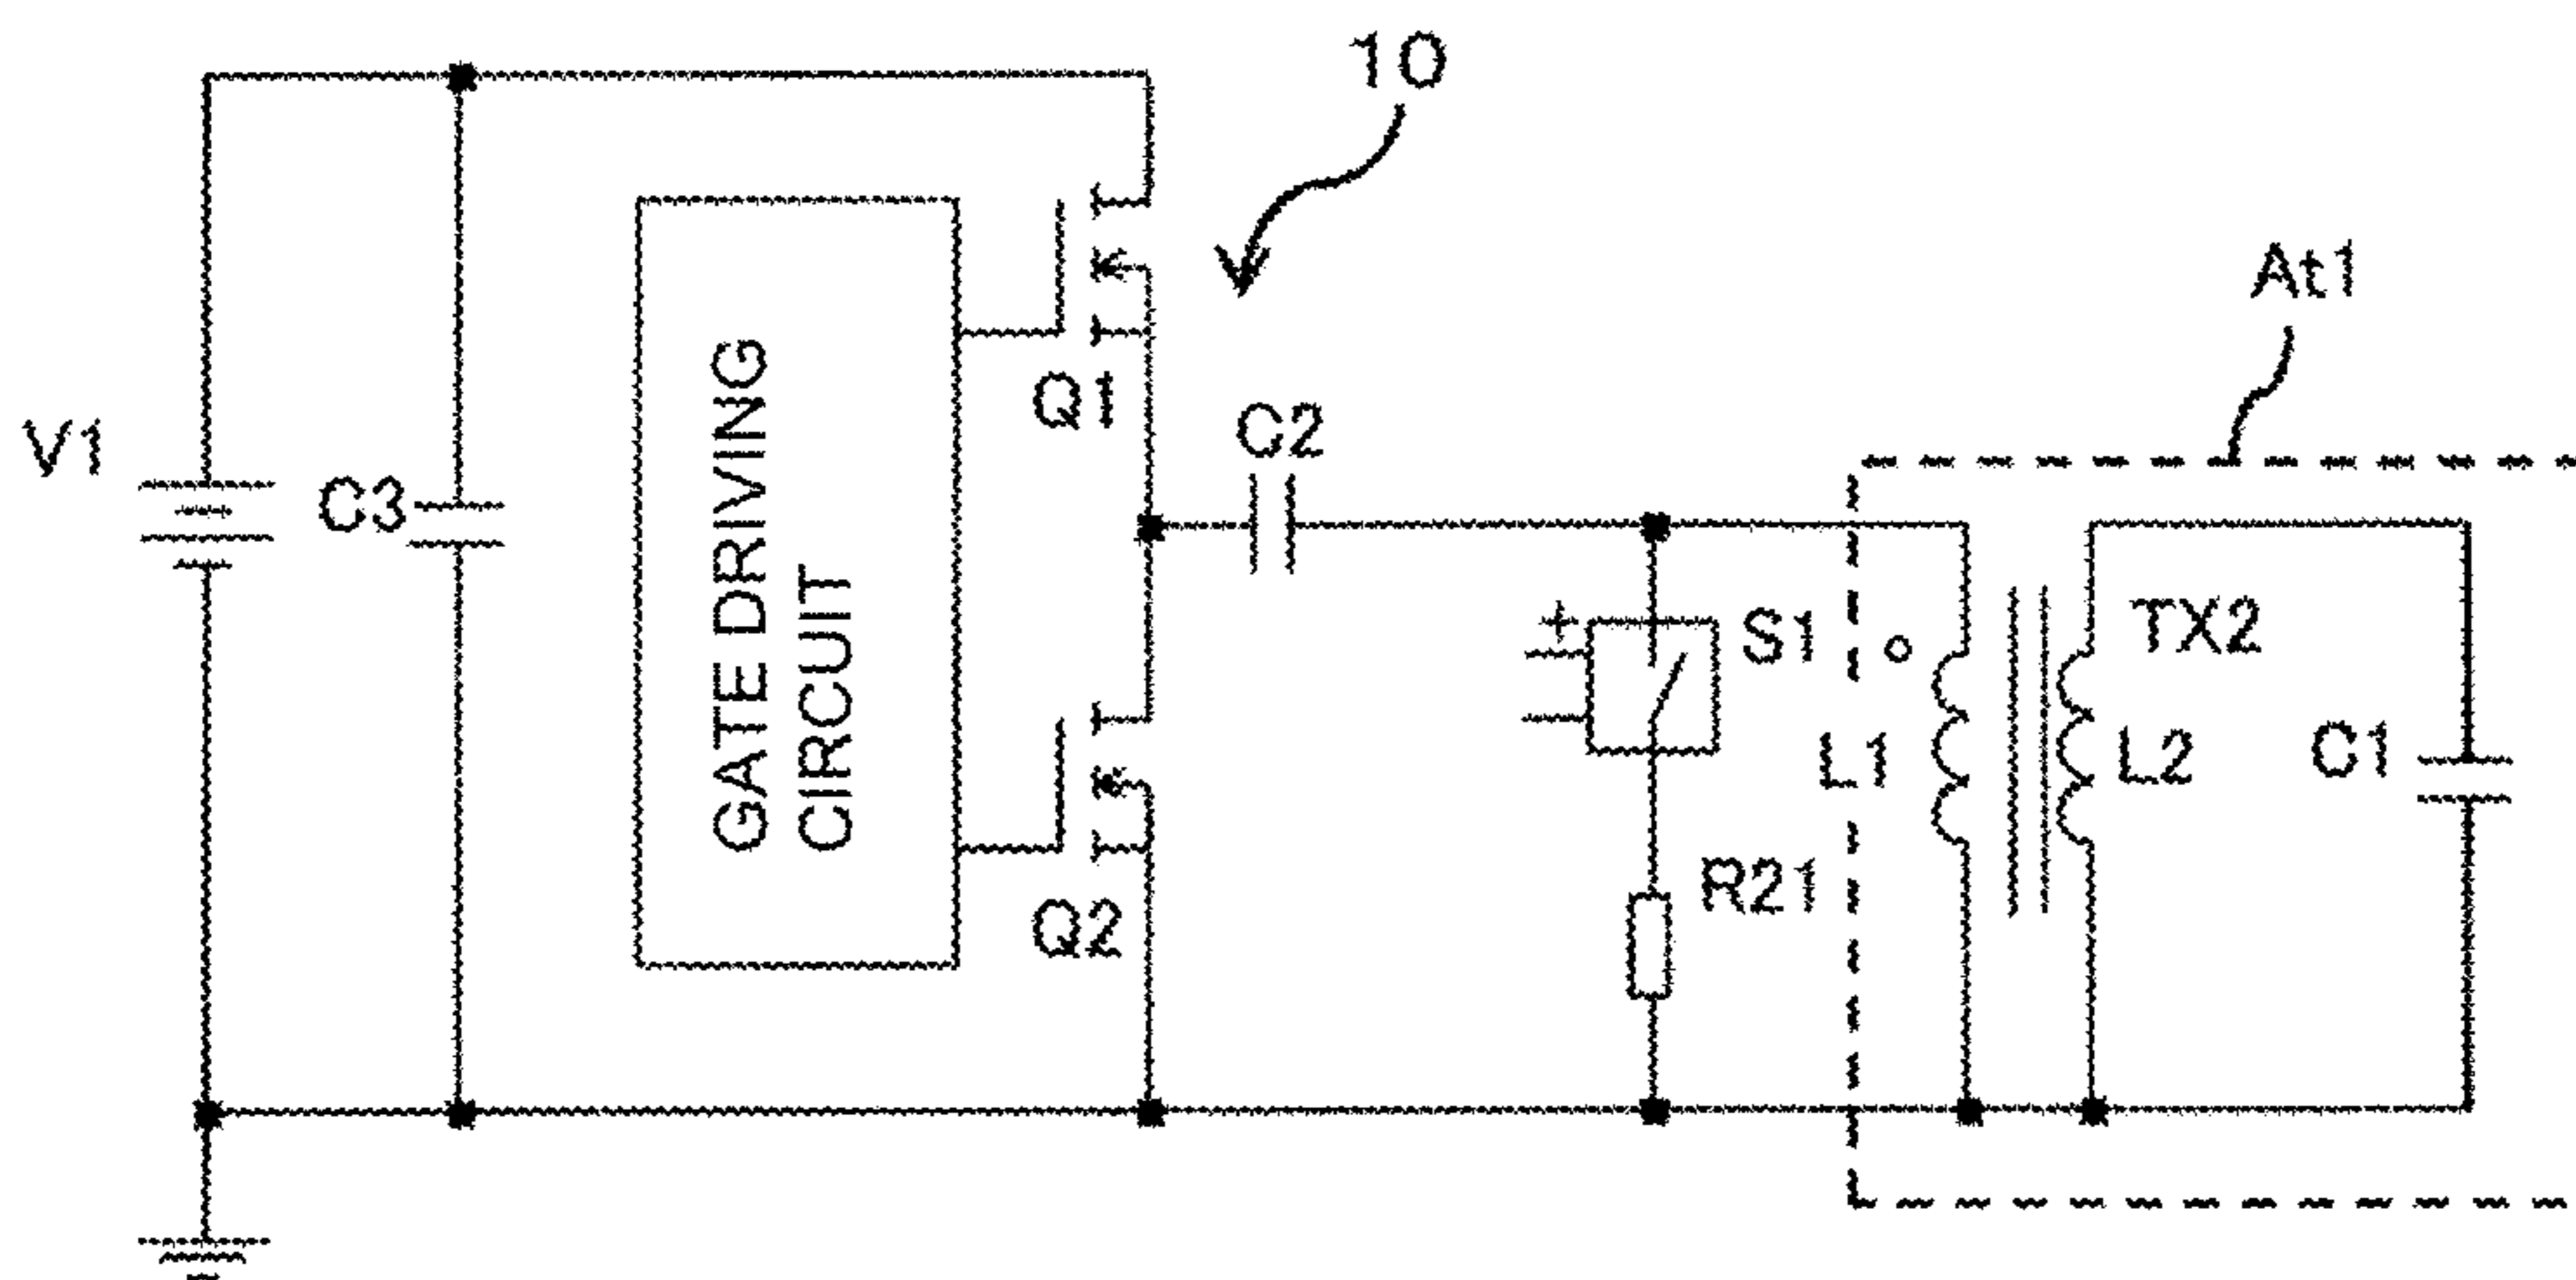 10
At1
V1
C3
GATE DRIVING
CIRCUIT
Q1
C2
+
S1
TX2
L1
L2
C1
R21
Q2